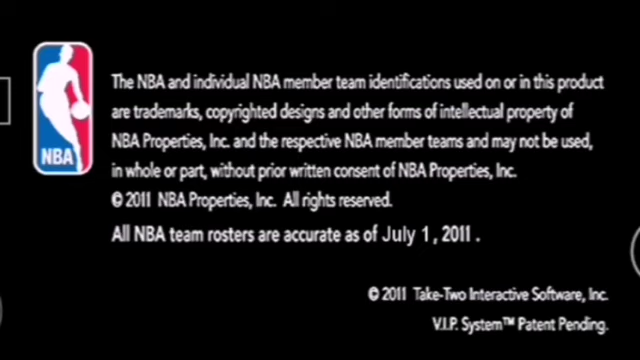 NBA
The NBA and individual NBA member team identifications used on or in this product
are trademarks, copyrighted designs and other forms of intellectual property of
NBA Properties, Inc. and the respective NBA member teams and may not be used,
in whole or part, without prior written consent of NBA Properties, Inc.
© 2011 NBA Properties, Inc. All rights reserved.
All NBA team rosters are accurate as of July 1, 2011.
© 2011 Take-Two Interactive Software, Inc.
V.I.P. System™ Patent Pending.